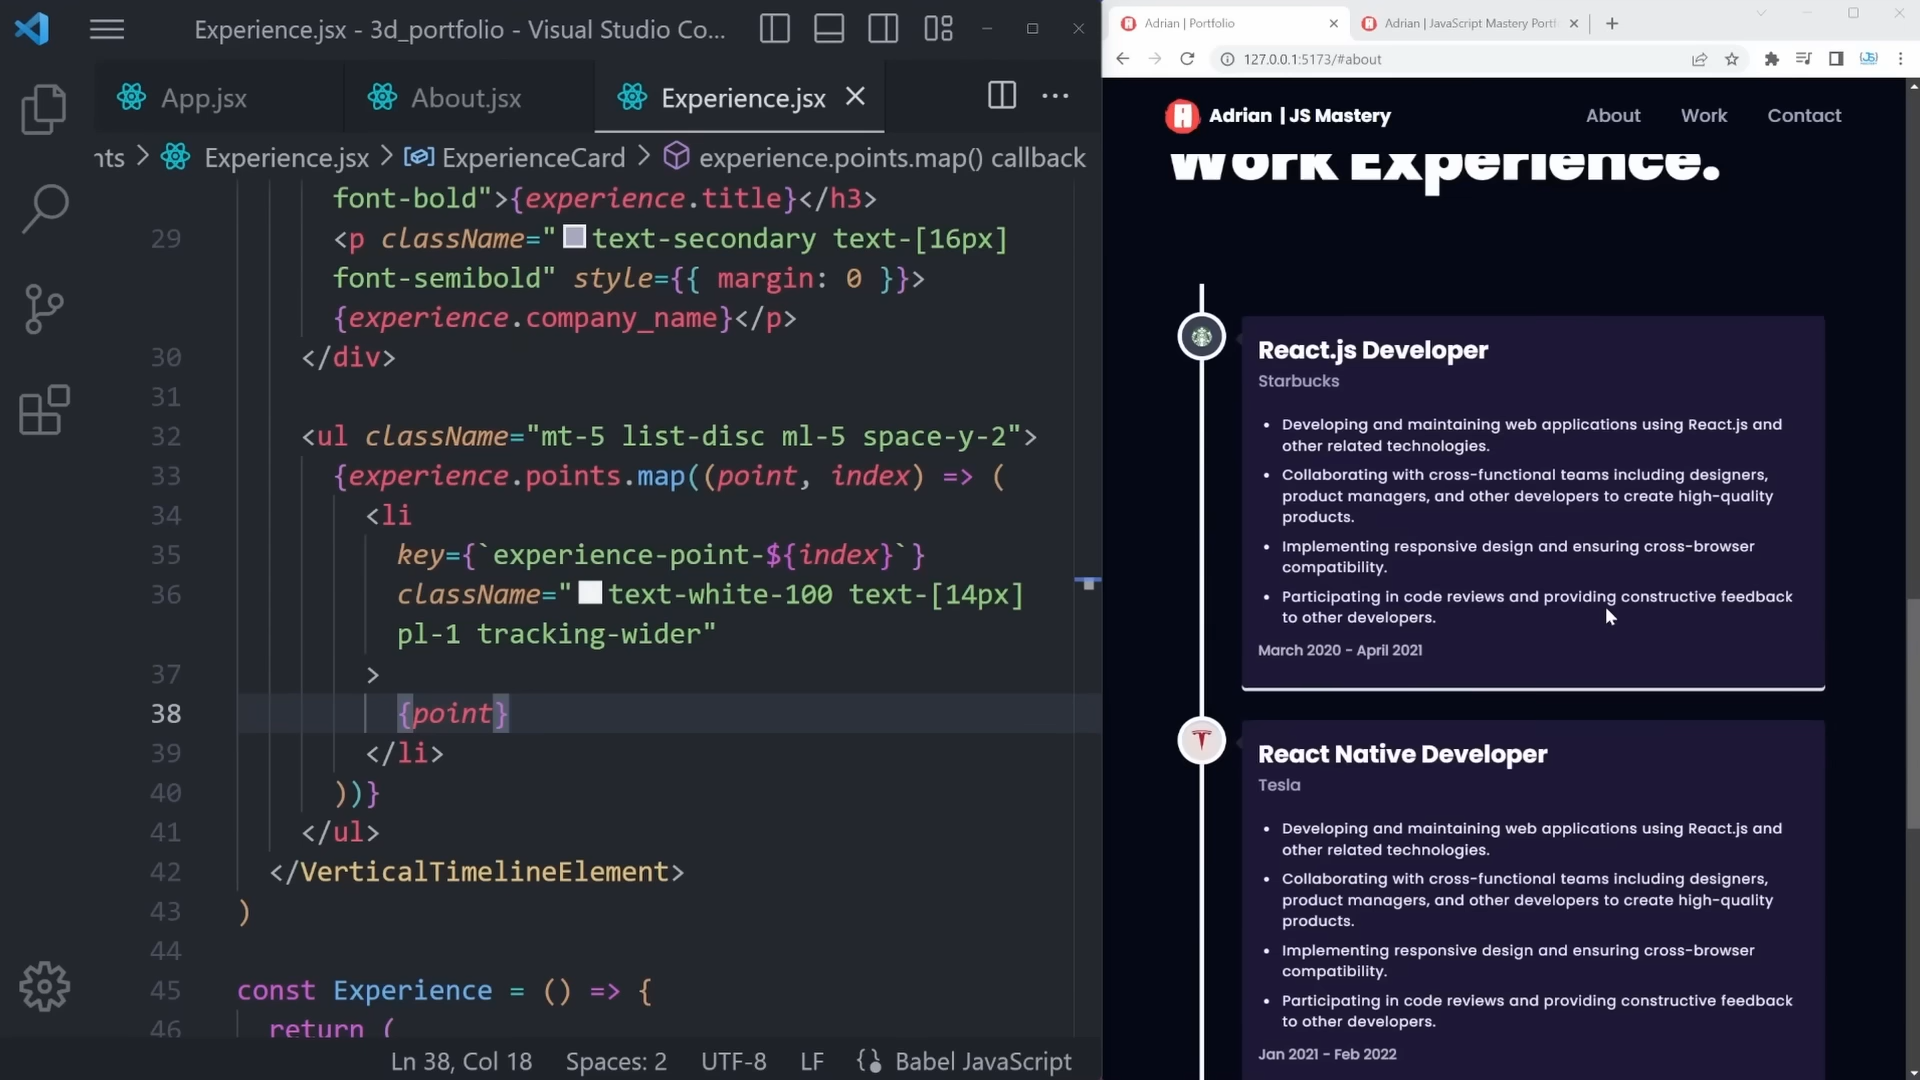 Experience.jsx - 3d_portfolio - Visual Studio Co...
App.jsx
About.jsx
Experience.jsx
nts > Experience.jsx > ExperienceCard > experience.points.map() callback
font-bold">{experience.title}</h3>
29 <p className="text-secondary text-[16px]
font-semibold" style={{ margin: 0 }}>
{experience.company_name}</p>
30 </div>
31
32 <ul className="mt-5 list-disc ml-5 space-y-2">
33 {experience.points.map((point, index) => (
34 <li
35 key={`experience-point-${index}`}
36 className="text-white-100 text-[14px]
pl-1 tracking-wider"
37 >
38 {point}
39 </li>
40 ))}
41 </ul>
42 </VerticalTimelineElement>
43 )
44
45 const Experience = () => {
46 return (
Ln 38, Col 18 Spaces: 2 UTF-8 LF Babel JavaScript
Adrian | Portfolio
Adrian | JavaScript Mastery Portf
127.0.0.1:5173/#about
Adrian | JS Mastery
About
Work
Contact
Work Experience.
React.js Developer
Starbucks
• Developing and maintaining web applications using React.js and
other related technologies.
• Collaborating with cross-functional teams including designers,
product managers, and other developers to create high-quality
products.
• Implementing responsive design and ensuring cross-browser
compatibility.
• Participating in code reviews and providing constructive feedback
to other developers.
March 2020 - April 2021
React Native Developer
Tesla
• Developing and maintaining web applications using React.js and
other related technologies.
• Collaborating with cross-functional teams including designers,
product managers, and other developers to create high-quality
products.
• Implementing responsive design and ensuring cross-browser
compatibility.
• Participating in code reviews and providing constructive feedback
to other developers.
Jan 2021 - Feb 2022